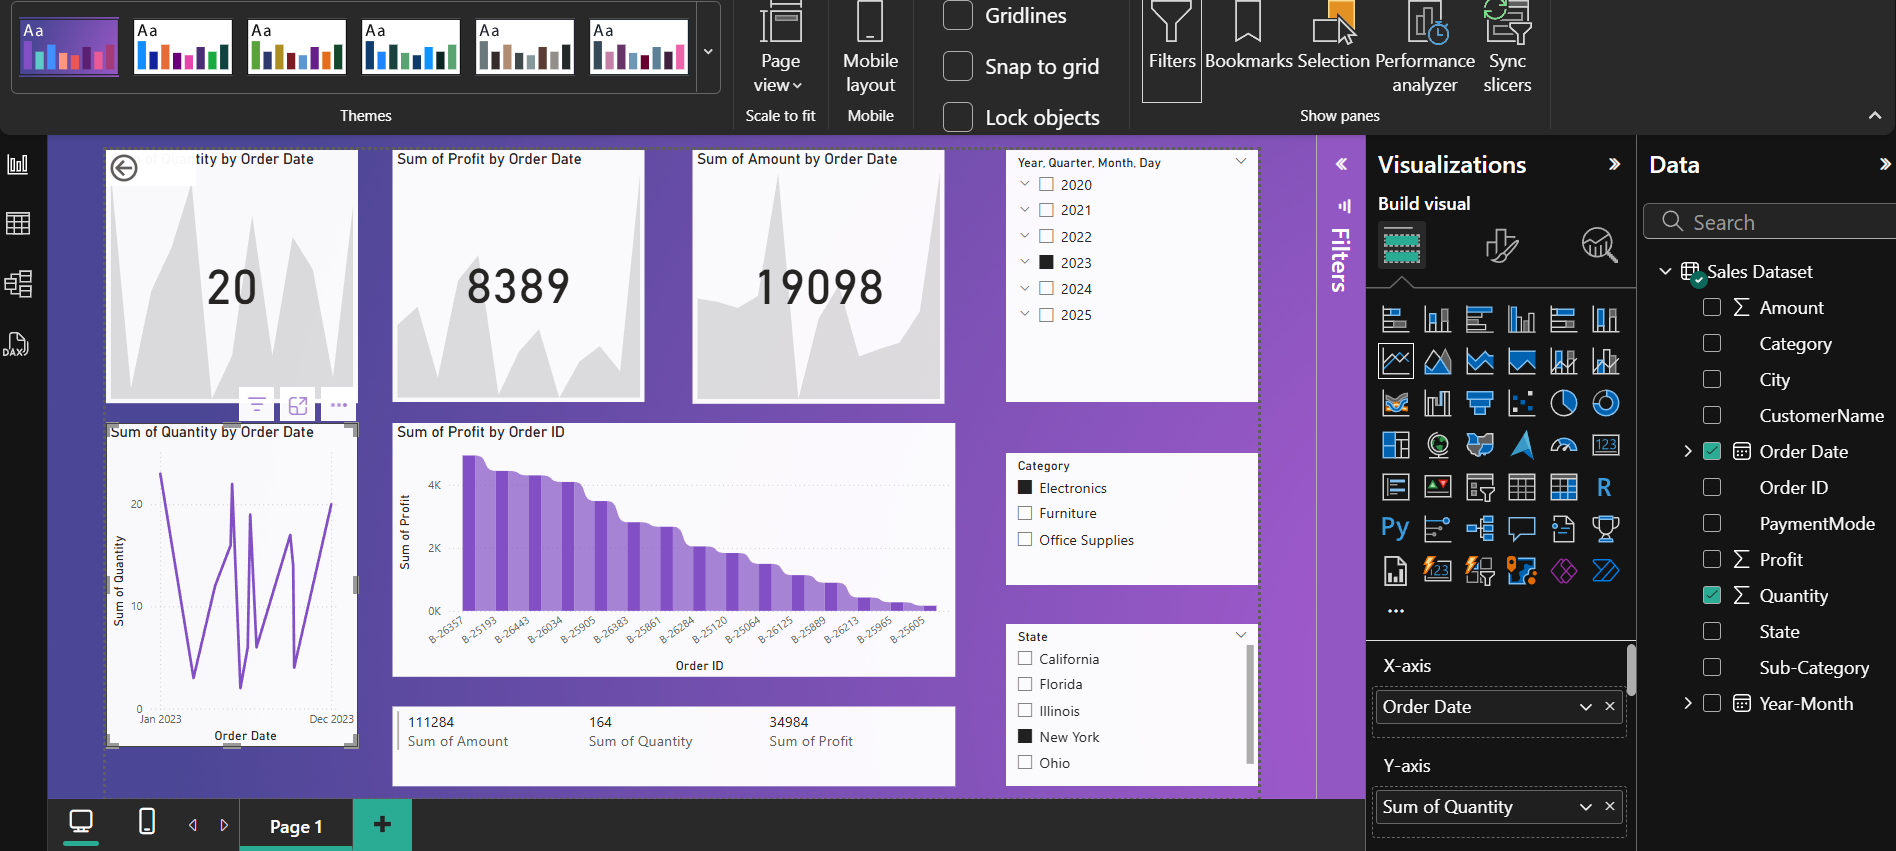 Aa
Aa
Aa
Aa
Aa
Aa
Themes
Page
view
Scale to fit
Mobile
layout
Mobile
Gridlines
Snap to grid
Lock objects
Filters
Bookmarks
Selection
Performance
analyzer
Sync
slicers
Show panes
DAX
Quantity by Order Date
20
Sum of Profit by Order Date
8389
Sum of Amount by Order Date
19098
Year, Quarter, Month, Day
2020
2021
2022
2023
2024
2025
Sum of Quantity by Order Date
Sum of Quantity
20
10
0
Jan 2023
Dec 2023
Order Date
Sum of Profit by Order ID
Sum of Profit
4K
2K
0K
B-26357
B-25193
B-26443
B-26034
B-25905
B-26383
B-25861
B-26284
B-25120
B-25064
B-26125
B-25889
B-26213
B-25965
B-25605
Order ID
111284
Sum of Amount
164
Sum of Quantity
34984
Sum of Profit
Category
Electronics
Furniture
Office Supplies
State
California
Florida
Illinois
New York
Ohio
Page 1
Filters
Visualizations
Build visual
123
R
Py
123
X-axis
Order Date
Y-axis
Sum of Quantity
Data
Search
Sales Dataset
Amount
Category
City
CustomerName
Order Date
Order ID
PaymentMode
Profit
Quantity
State
Sub-Category
Year-Month